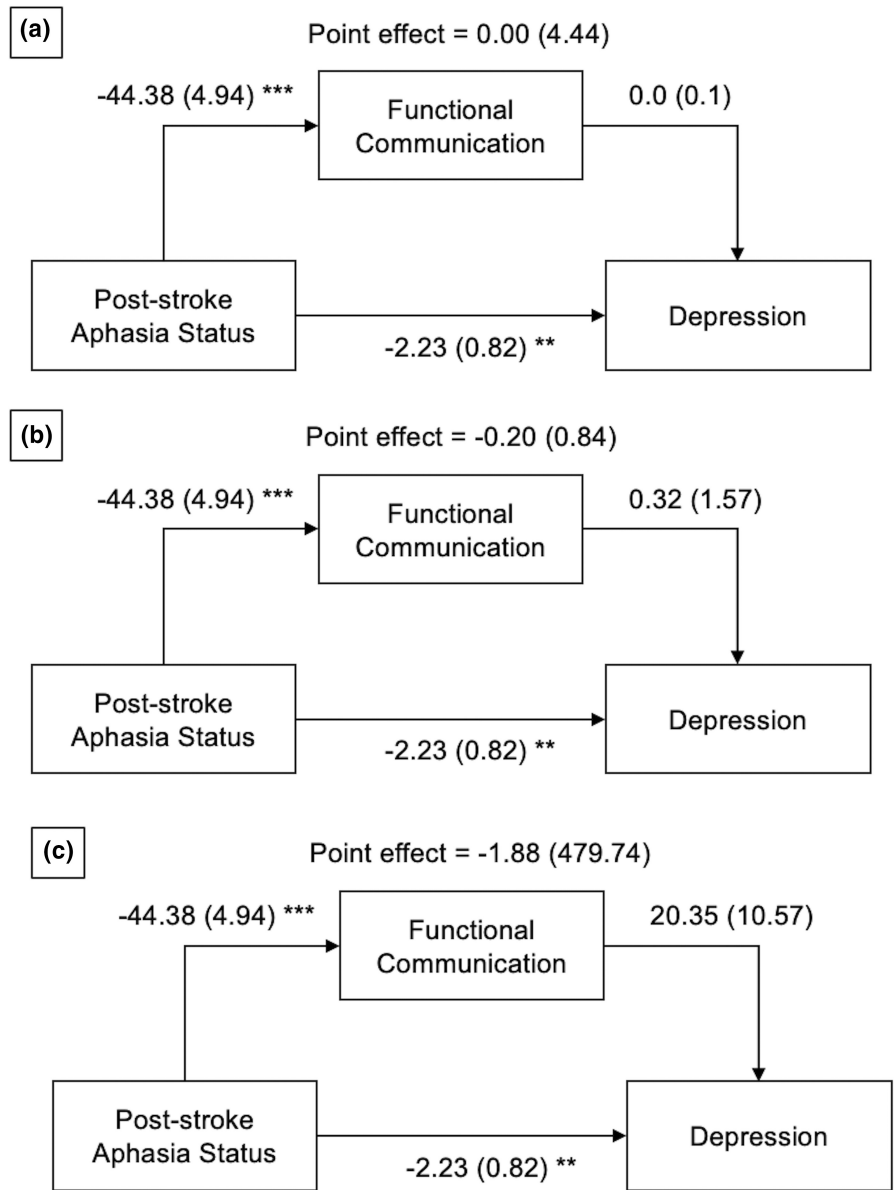 (a)
Point effect = 0.00 (4.44)
-44.38 (4.94) ***
Functional
Communication
0.0 (0.1)
Post-stroke
Aphasia Status
-2.23 (0.82) **
Depression
(b)
Point effect = -0.20 (0.84)
-44.38 (4.94) ***
Functional
Communication
0.32 (1.57)
Post-stroke
Aphasia Status
-2.23 (0.82) **
Depression
(c)
Point effect = -1.88 (479.74)
-44.38 (4.94) ***
Functional
Communication
20.35 (10.57)
Post-stroke
Aphasia Status
-2.23 (0.82) **
Depression